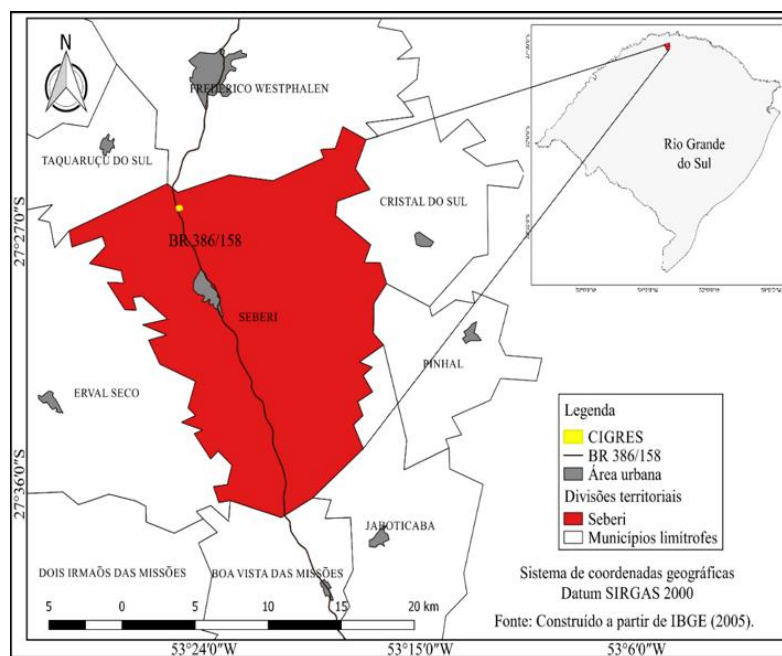 N
FREDERICO WESTPHALEN
TAQUARUÇÚ DO SUL
CRISTAL DO SUL
Rio Grande
do Sul
27°27'0"S
BR 386/158
SEBERI
PINHAL
ERVAL SECO
27°36'0"S
JABOTICABA
DOIS IRMAÕS DAS MISSÕES
BOA VISTA DAS MISSÕES
Legenda
CIGRES
BR 386/158
Área urbana
Divisões territoriais
Seberi
Municípios limítrofes
Sistema de coordenadas geográficas
Datum SIRGAS 2000
Fonte: Construído a partir de IBGE (2005).
5 0 5 10 15 20 km
53°24'0"W 53°15'0"W 53°6'0"W